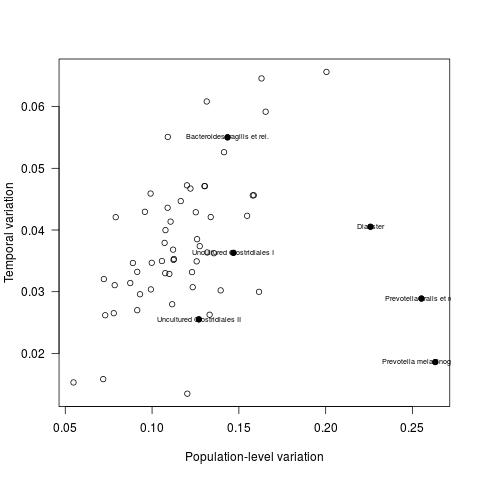 Temporal variation
0.06
0.05
0.04
0.03
0.02
Bacteroides fragilis et rel.
Dialister
Uncultured Clostridiales I
Prevotella oralis et r
Uncultured Clostridiales II
Prevotella melaninog
0.05 0.10 0.15 0.20 0.25
Population-level variation